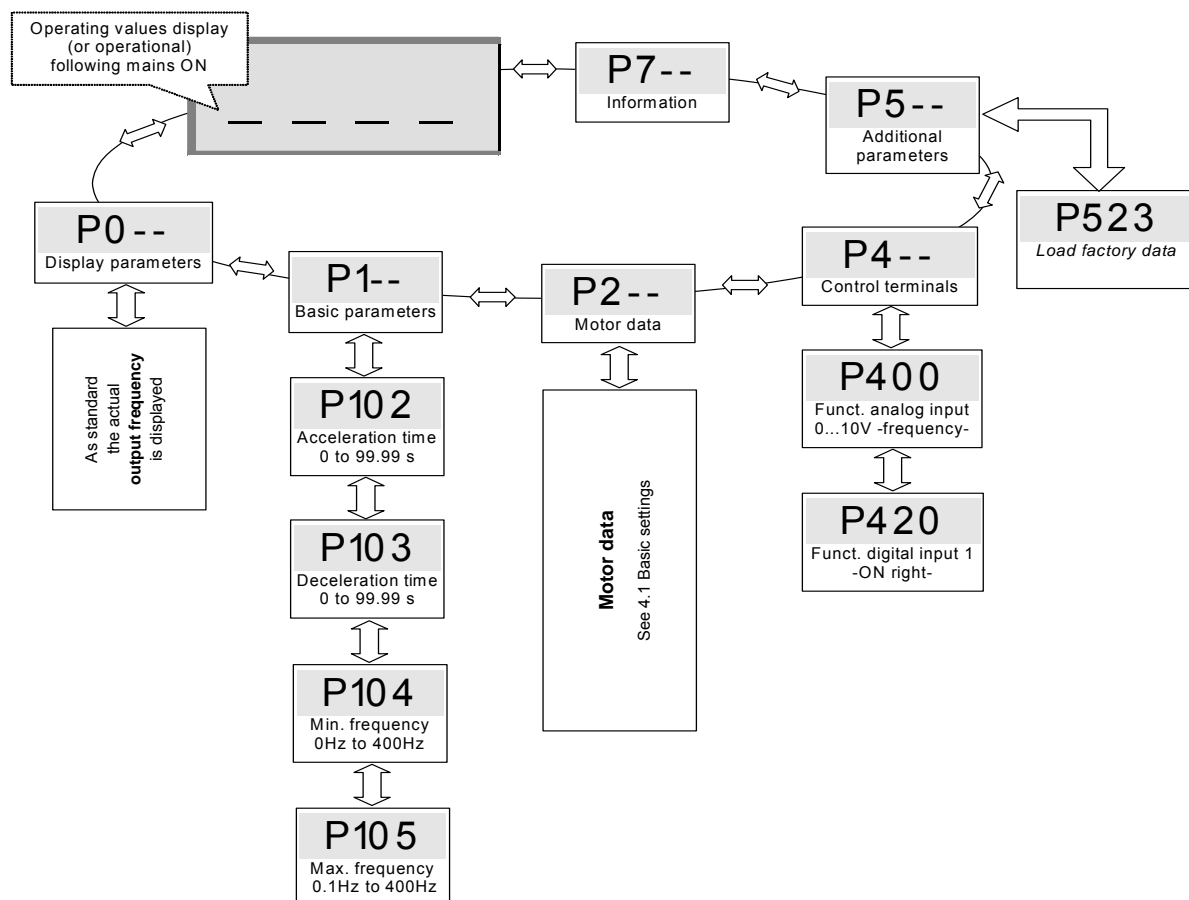 Operating values display
(or operational)
following mains ON
_ _ _ _
P7--
Information
P5--
Additional
parameters
P523
Load factory data
P0--
Display parameters
As standard
the actual
output frequency
is displayed
P1--
Basic parameters
P102
Acceleration time
0 to 99.99 s
P103
Deceleration time
0 to 99.99 s
P104
Min. frequency
0Hz to 400Hz
P105
Max. frequency
0.1Hz to 400Hz
P2--
Motor data
Motor data
See 4.1 Basic settings
P4--
Control terminals
P400
Funct. analog input
0...10V -frequency-
P420
Funct. digital input 1
-ON right-